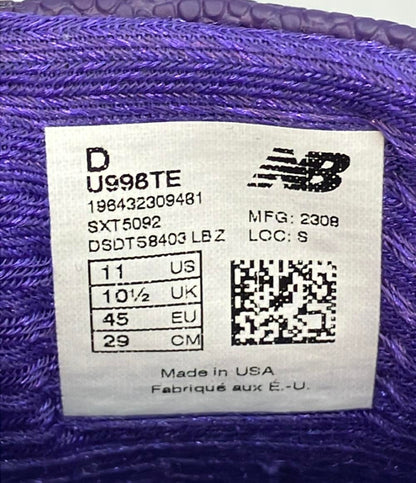 D
U998TE
196432309481
SXT5092
DSDT58403 LBZ
NB
MFG: 2308
LOC: S
11 US
10½ UK
45 EU
29 CM
Made in USA
Fabriqué aux É.-U.